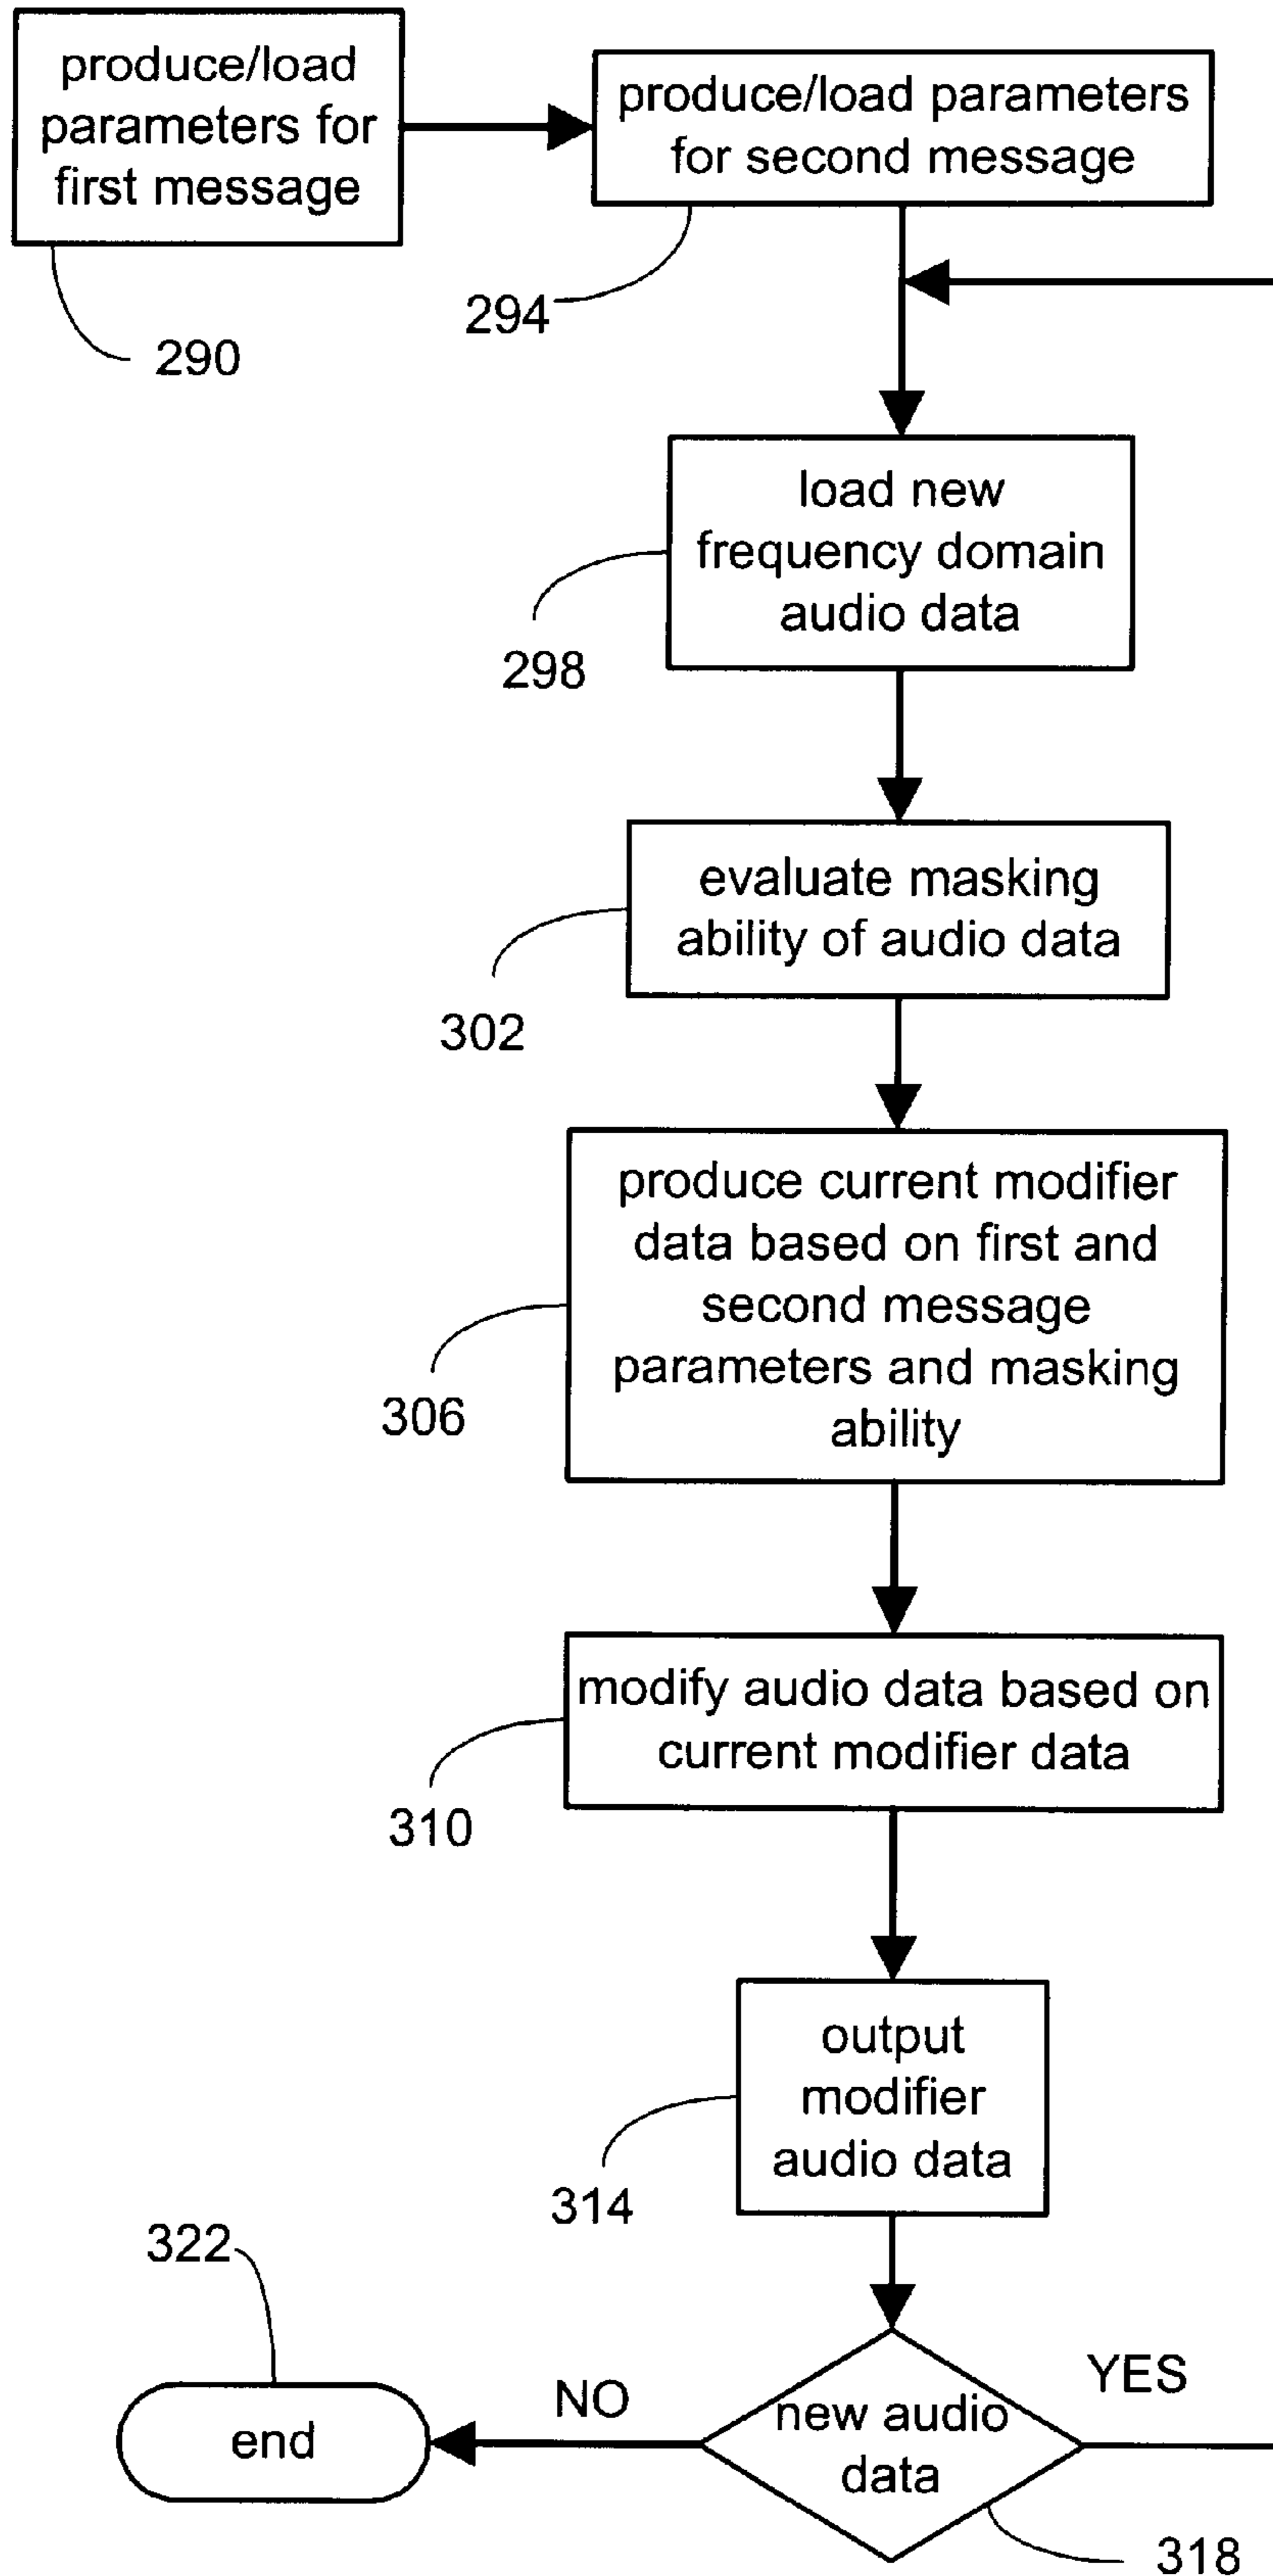 produce/load
parameters for
first message
290
produce/load parameters
for second message
294
load new
frequency domain
audio data
298
evaluate masking
ability of audio data
302
produce current modifier
data based on first and
second message
parameters and masking
ability
306
modify audio data based on
current modifier data
310
output
modifier
audio data
314
322
end
NO
new audio
data
YES
318